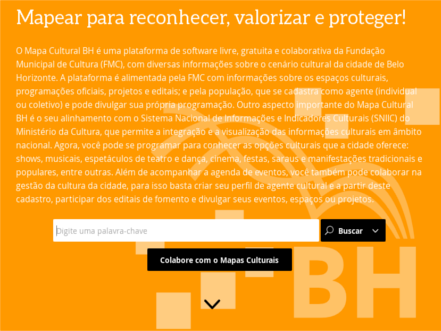 Mapear para reconhecer, valorizar e proteger!
O Mapa Cultural BH é uma plataforma de software livre, gratuita e colaborativa da Fundação
Municipal de Cultura (FMC), com diversas informações sobre o cenário cultural da cidade de Belo
Horizonte. A plataforma é alimentada pela FMC com informações sobre os espaços culturais,
programações oficiais, projetos e editais; e pela população, que se cadastra como agente (individual
ou coletivo) e pode divulgar sua própria programação. Outro aspecto importante do Mapa Cultural
BH é o seu alinhamento com o Sistema Nacional de Informações e Indicadores Culturais (SNIIC) do
Ministério da Cultura, que permite a integração e a visualização das informações culturais em âmbito
nacional. Agora, você pode se programar para conhecer as opções culturais que a cidade oferece:
shows, musicais, espetáculos de teatro e dança, cinema, festas, saraus e manifestações tradicionais e
populares, entre outras. Além de acompanhar a agenda de eventos, você também pode colaborar na
gestão da cultura da cidade, para isso basta criar seu perfil de agente cultural e a partir deste
cadastro, participar dos editais de fomento e divulgar seus eventos, espaços ou projetos.
Digite uma palavra-chave
Buscar
Colabore com o Mapas Culturais
BH